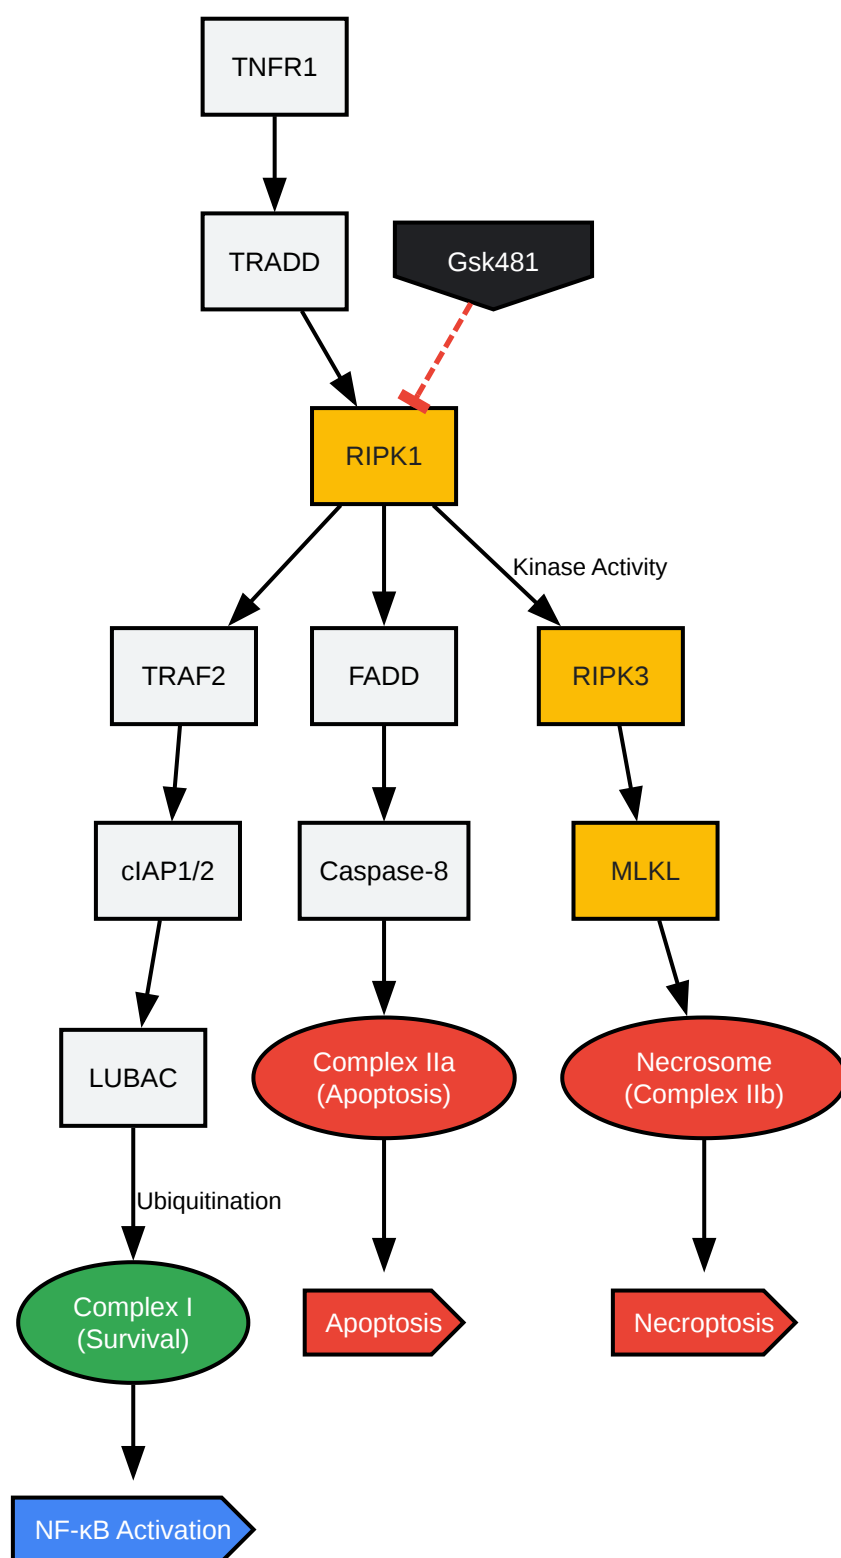 TNFR1
TRADD
Gsk481
RIPK1
Kinase Activity
TRAF2
FADD
RIPK3
cIAP1/2
Caspase-8
MLKL
LUBAC
Complex IIa
(Apoptosis)
Necrosome
(Complex IIb)
Ubiquitination
Complex I
(Survival)
Apoptosis
Necroptosis
NF-κB Activation